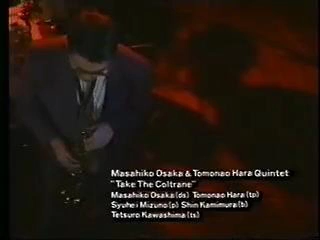 Masahiko Osaka & Tomonao Hara Quintet
"Take The Coltrane"
Masahiko Osaka(ds) Tomonao Hara(tp)
Syuhei Mizuno(p) Shin Kamimura(b)
Tetsuro Kawashima(ts)